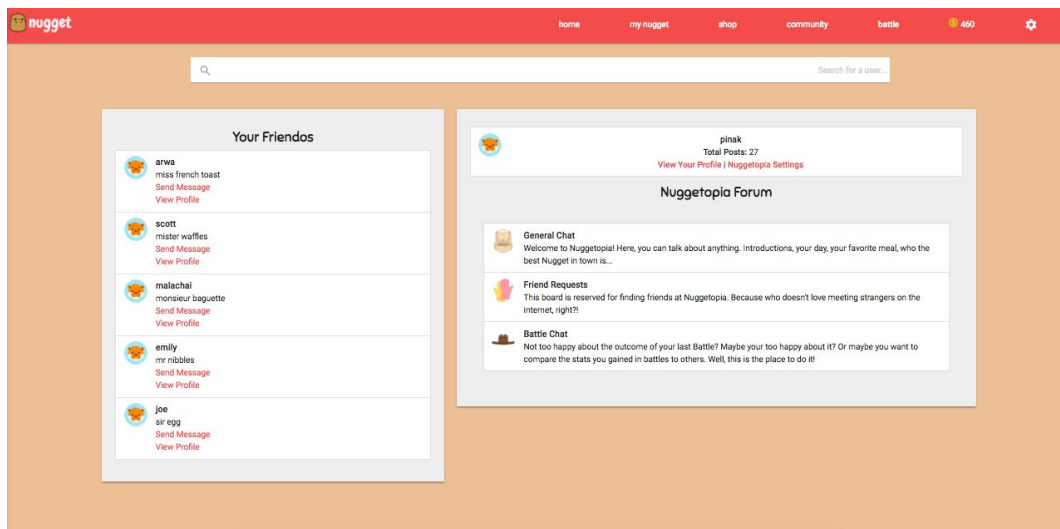 nugget
home
my nugget
shop
community
battle
460
Search for a user...
Your Friendos
arwa
miss french toast
Send Message
View Profile
scott
mister waffles
Send Message
View Profile
malachai
monsieur baguette
Send Message
View Profile
emily
mr nibbles
Send Message
View Profile
joe
sir egg
Send Message
View Profile
pinak
Total Posts: 27
View Your Profile | Nuggetopia Settings
Nuggetopia Forum
General Chat
Welcome to Nuggetopia! Here, you can talk about anything. Introductions, your day, your favorite meal, who the
best Nugget in town is...
Friend Requests
This board is reserved for finding friends at Nuggetopia. Because who doesn't love meeting strangers on the
internet, right?!
Battle Chat
Not too happy about the outcome of your last Battle? Maybe your too happy about it? Or maybe you want to
compare the stats you gained in battles to others. Well, this is the place to do it!